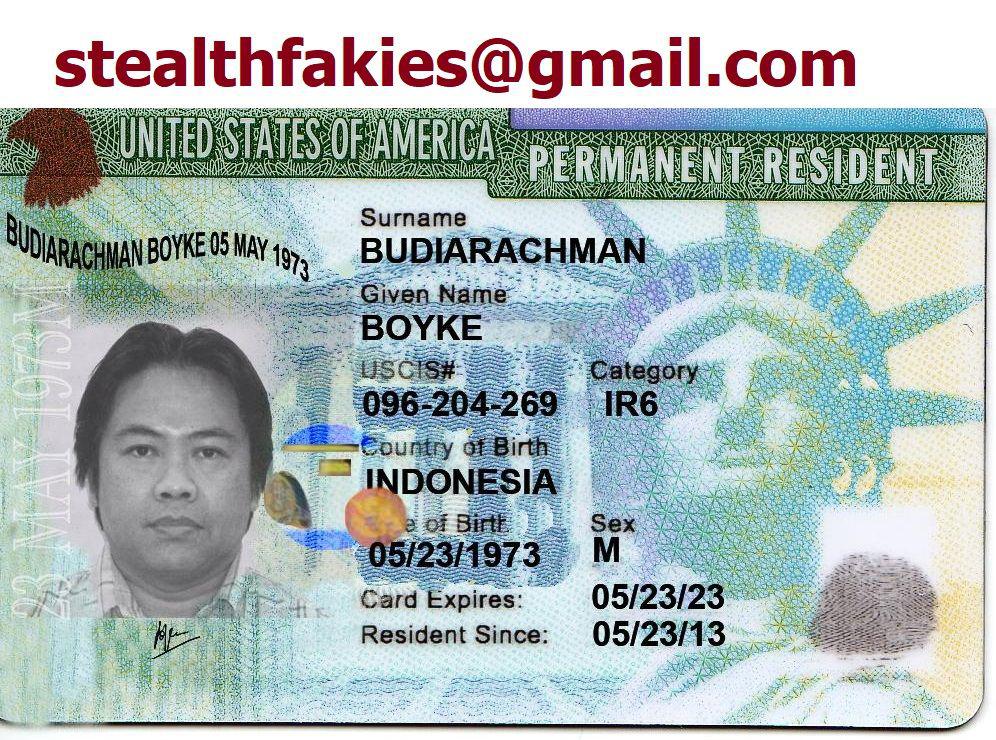 stealthfakies@gmail.com
UNITED STATES OF AMERICA
PERMANENT RESIDENT
BUDIARACHMAN BOYKE 05 MAY 1973
Surname
BUDIARACHMAN
Given Name
BOYKE
USCIS# Category
096-204-269 IR6
Country of Birth
INDONESIA
of Birth Sex
05/23/1973 M
Card Expires: 05/23/23
Resident Since: 05/23/13
23 MAY 1973M